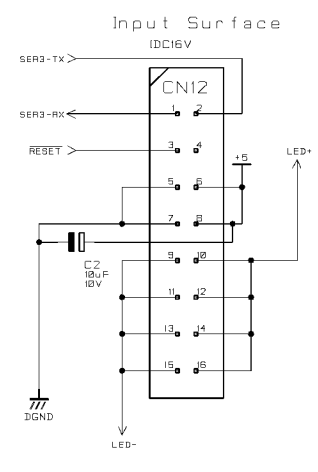 Input Surface
IDC16V
SER3-TX
CN12
SER3-RX
1 2
RESET
3 4
+5
LED+
5 6
7 8
9 10
C2
10uF
10V
11 12
13 14
15 16
DGND
LED-